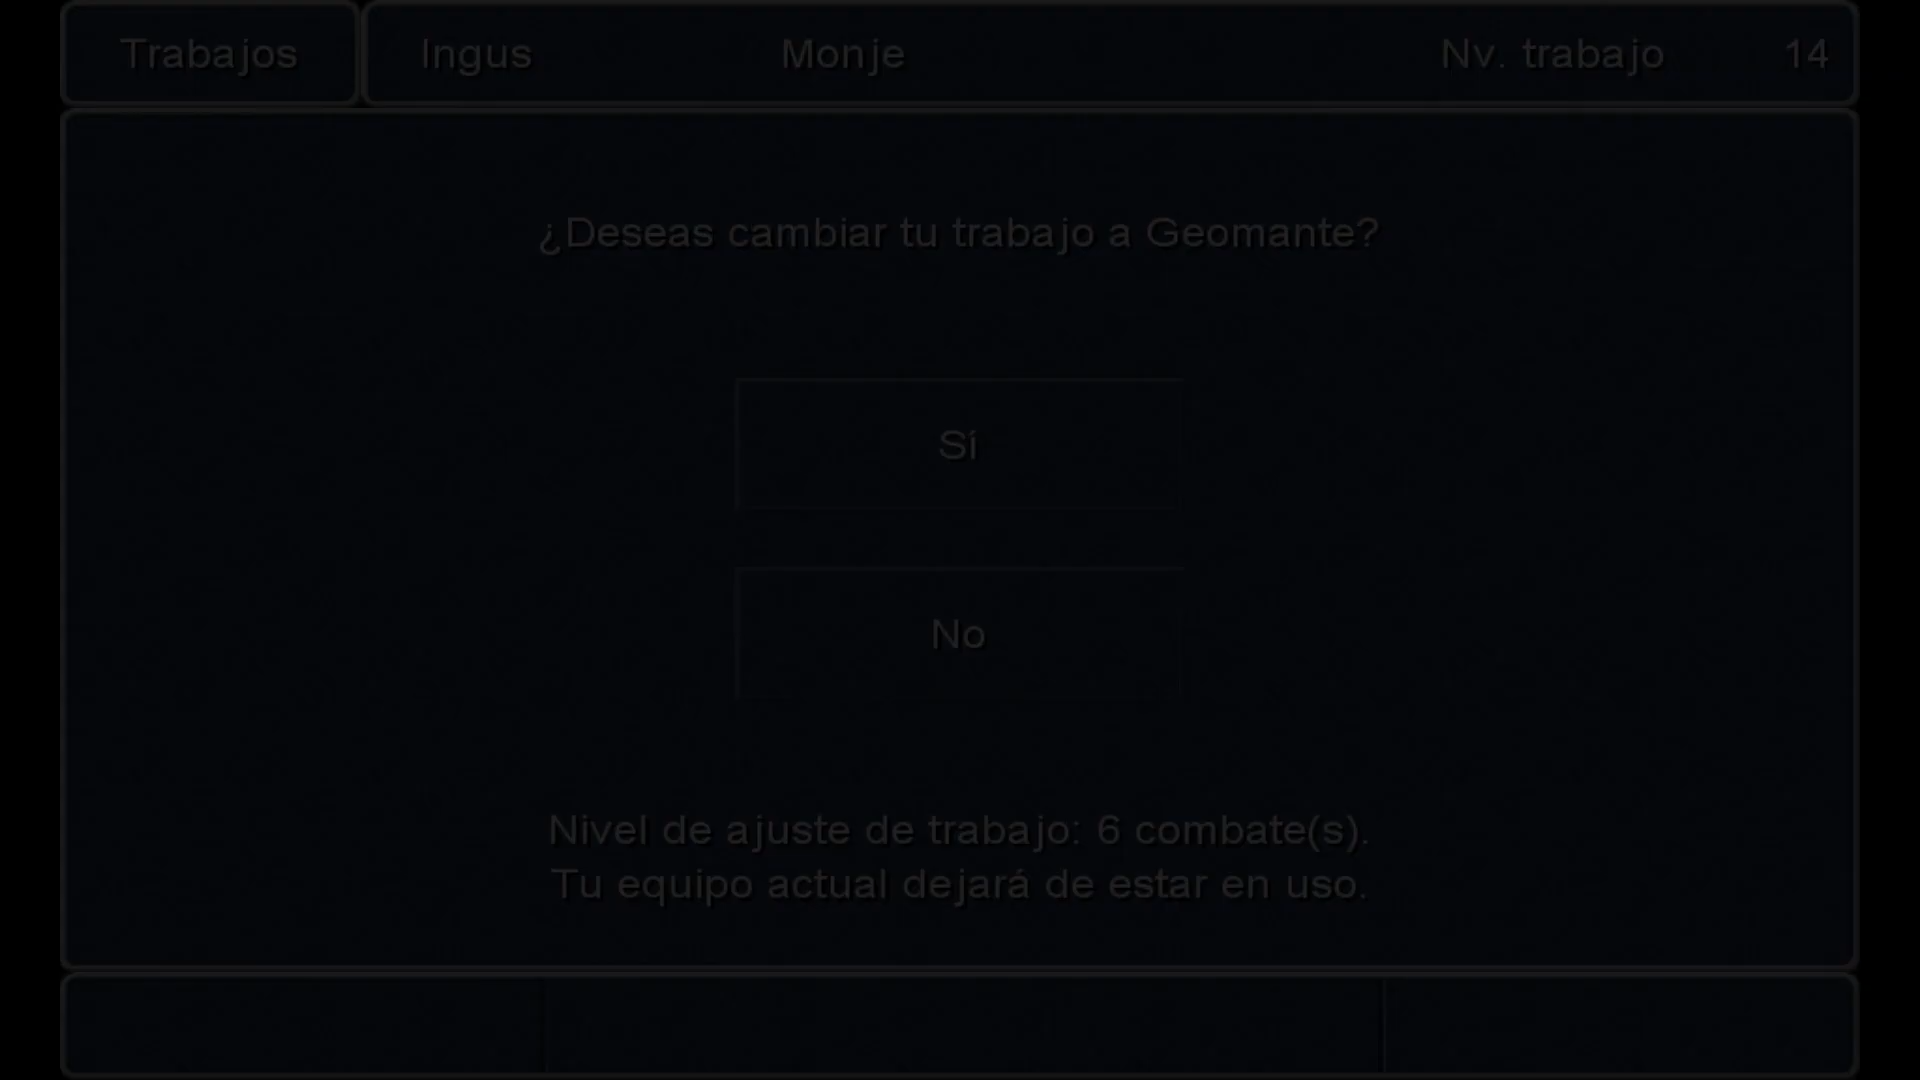 Trabajos
Ingus Monje Nv. trabajo 14
¿Deseas cambiar tu trabajo a Geomante?
Sí
No
Nivel de ajuste de trabajo: 6 combate(s).
Tu equipo actual dejará de estar en uso.